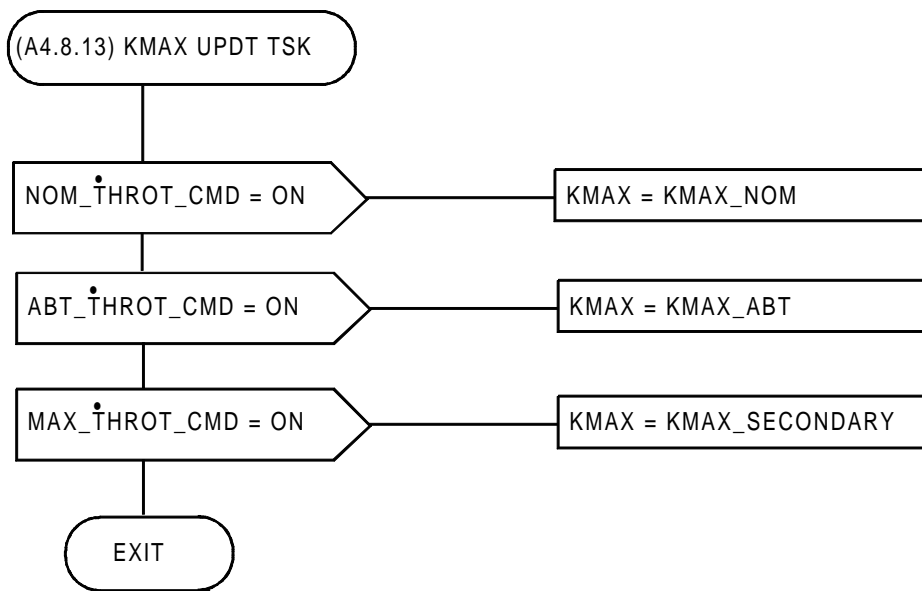 (A4.8.13) KMAX UPDT TSK
NOM_THROT_CMD = ON
KMAX = KMAX_NOM
ABT_THROT_CMD = ON
KMAX = KMAX_ABT
MAX_THROT_CMD = ON
KMAX = KMAX_SECONDARY
EXIT